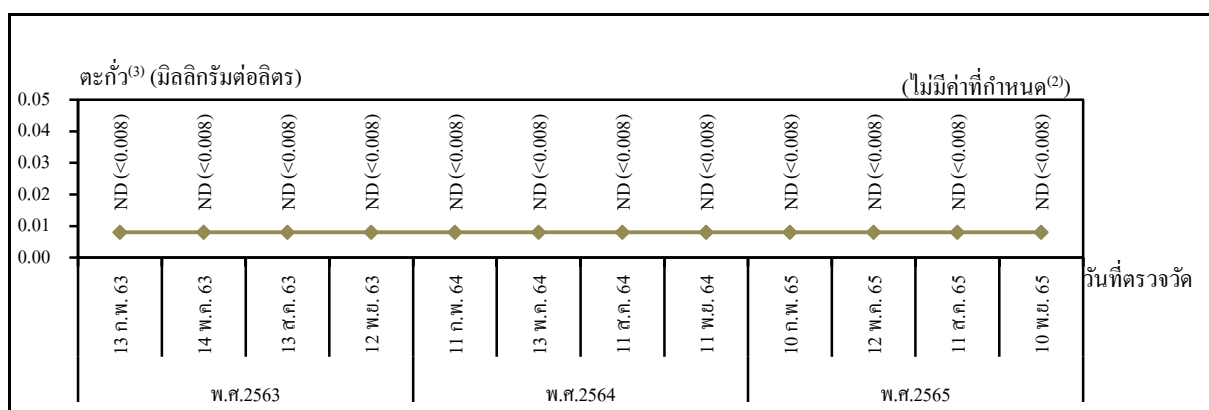 ตะกั่ว(3) (มิลลิกรัมต่อลิตร)
(ไม่มีค่าที่กำหนด(2))
0.05
0.04
0.03
0.02
0.01
0.00
ND (<0.008)
ND (<0.008)
ND (<0.008)
ND (<0.008)
ND (<0.008)
ND (<0.008)
ND (<0.008)
ND (<0.008)
ND (<0.008)
ND (<0.008)
ND (<0.008)
ND (<0.008)
13 ก.พ. 63
14 พ.ค. 63
13 ส.ค. 63
12 พ.ย. 63
11 ก.พ. 64
13 พ.ค. 64
11 ส.ค. 64
11 พ.ย. 64
10 ก.พ. 65
12 พ.ค. 65
11 ส.ค. 65
10 พ.ย. 65
วันที่ตรวจวัด
พ.ศ.2563
พ.ศ.2564
พ.ศ.2565